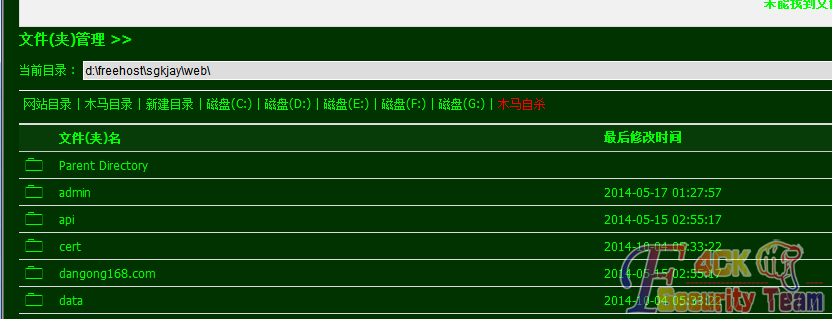 未能找到文
文件(夹)管理 >>
当前目录： d:\freehost\sgkjay\web\
网站目录 | 木马目录 | 新建目录 | 磁盘(C:) | 磁盘(D:) | 磁盘(E:) | 磁盘(F:) | 磁盘(G:) | 木马自杀
文件(夹)名 最后修改时间
Parent Directory
admin 2014-05-17 01:27:57
api 2014-05-15 02:55:17
cert 2014-10-04 05:33:22
dangong168.com 2014-05-15 02:55:17
data 2014-10-04 05:33:22
F4CK
Security Team